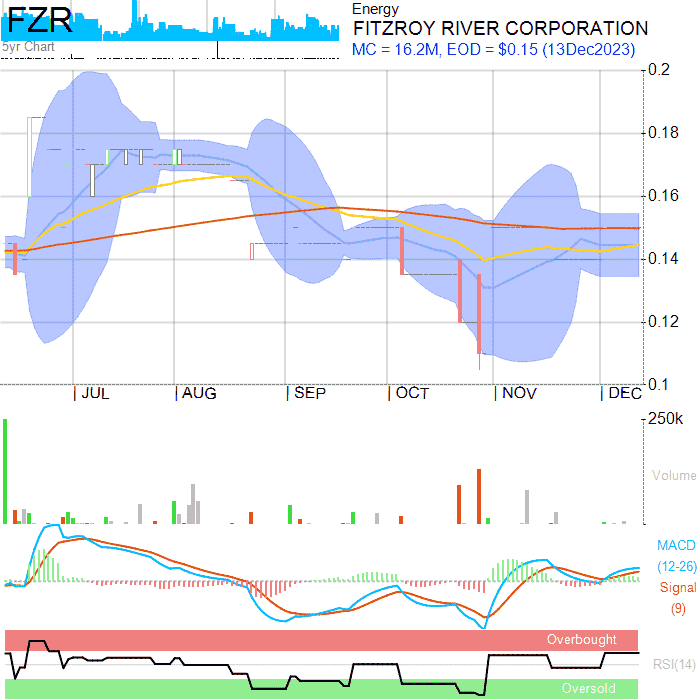 FZR
Energy
FITZROY RIVER CORPORATION
5yr Chart
MC = 16.2M, EOD = $0.15 (13Dec2023)
0.2
0.18
0.16
0.14
0.12
0.1
| JUL | AUG | SEP | OCT | NOV | DEC
250k
Volume
MACD
(12-26)
Signal
(9)
Overbought
RSI(14)
Oversold